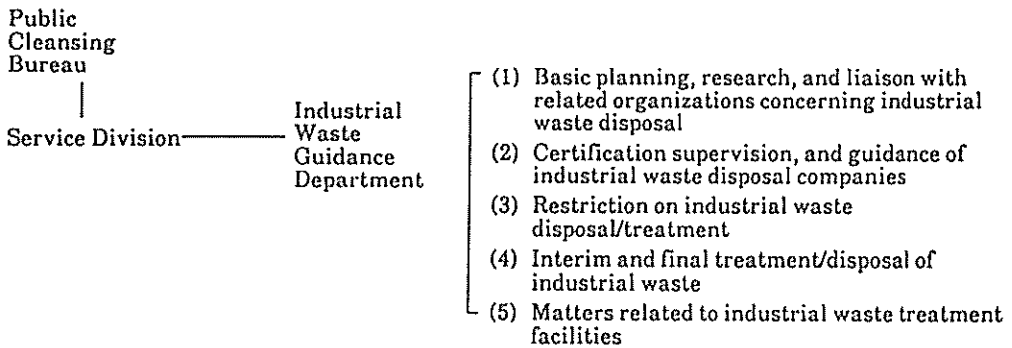 Public
Cleansing
Bureau
Service Division
Industrial
Waste
Guidance
Department
(1) Basic planning, research, and liaison with
related organizations concerning industrial
waste disposal
(2) Certification supervision, and guidance of
industrial waste disposal companies
(3) Restriction on industrial waste
disposal/treatment
(4) Interim and final treatment/disposal of
industrial waste
(5) Matters related to industrial waste treatment
facilities